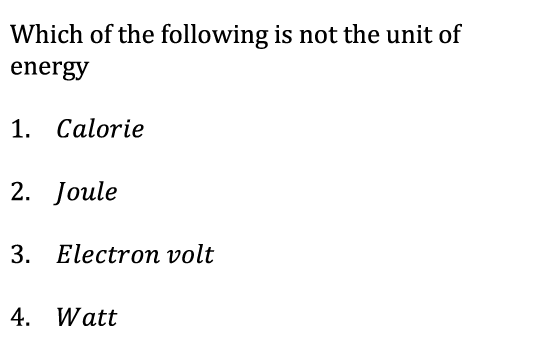 Which of the following is not the unit of
energy
1. Calorie
2. Joule
3. Electron volt
4. Watt